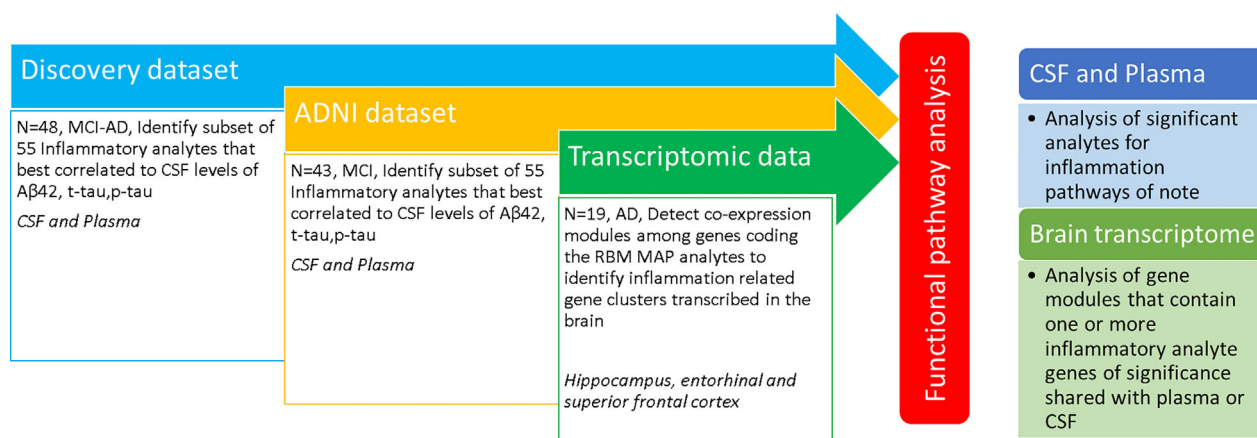 Discovery dataset
N=48, MCI-AD, Identify subset of
55 Inflammatory analytes that
best correlated to CSF levels of
Aβ42, t-tau,p-tau
CSF and Plasma
ADNI dataset
N=43, MCI, Identify subset of 55
Inflammatory analytes that best
correlated to CSF levels of Aβ42,
t-tau,p-tau
CSF and Plasma
Transcriptomic data
N=19, AD, Detect co-expression
modules among genes coding
the RBM MAP analytes to
identify inflammation related
gene clusters transcribed in the
brain
Hippocampus, entorhinal and
superior frontal cortex
Functional pathway analysis
CSF and Plasma
• Analysis of significant
analytes for
inflammation
pathways of note
Brain transcriptome
• Analysis of gene
modules that contain
one or more
inflammatory analyte
genes of significance
shared with plasma or
CSF